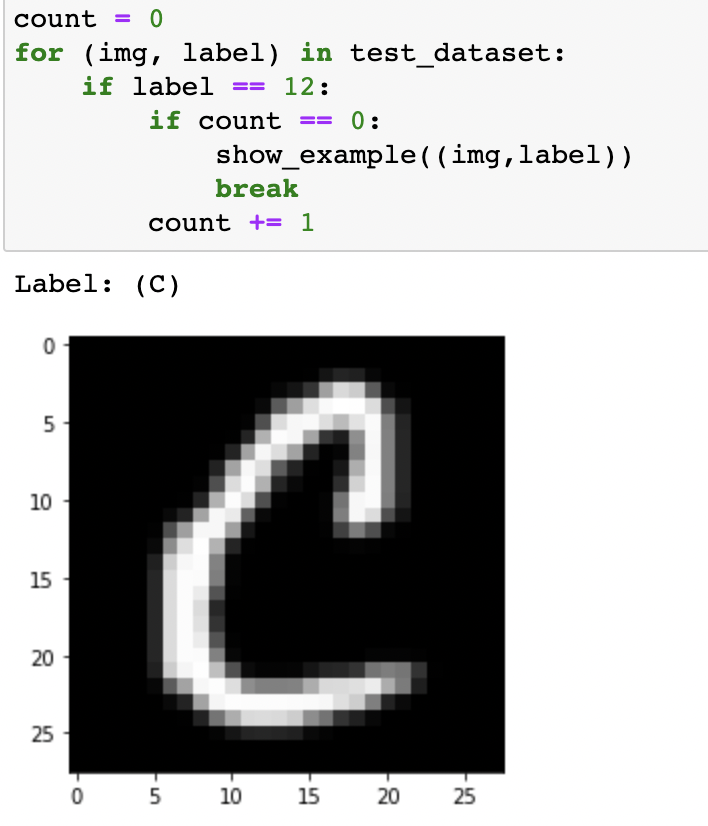 count = 0
for (img, label) in test_dataset:
    if label == 12:
        if count == 0:
            show_example((img,label))
            break
        count += 1
Label: (C)
0
5
10
15
20
25
C
0 5 10 15 20 25